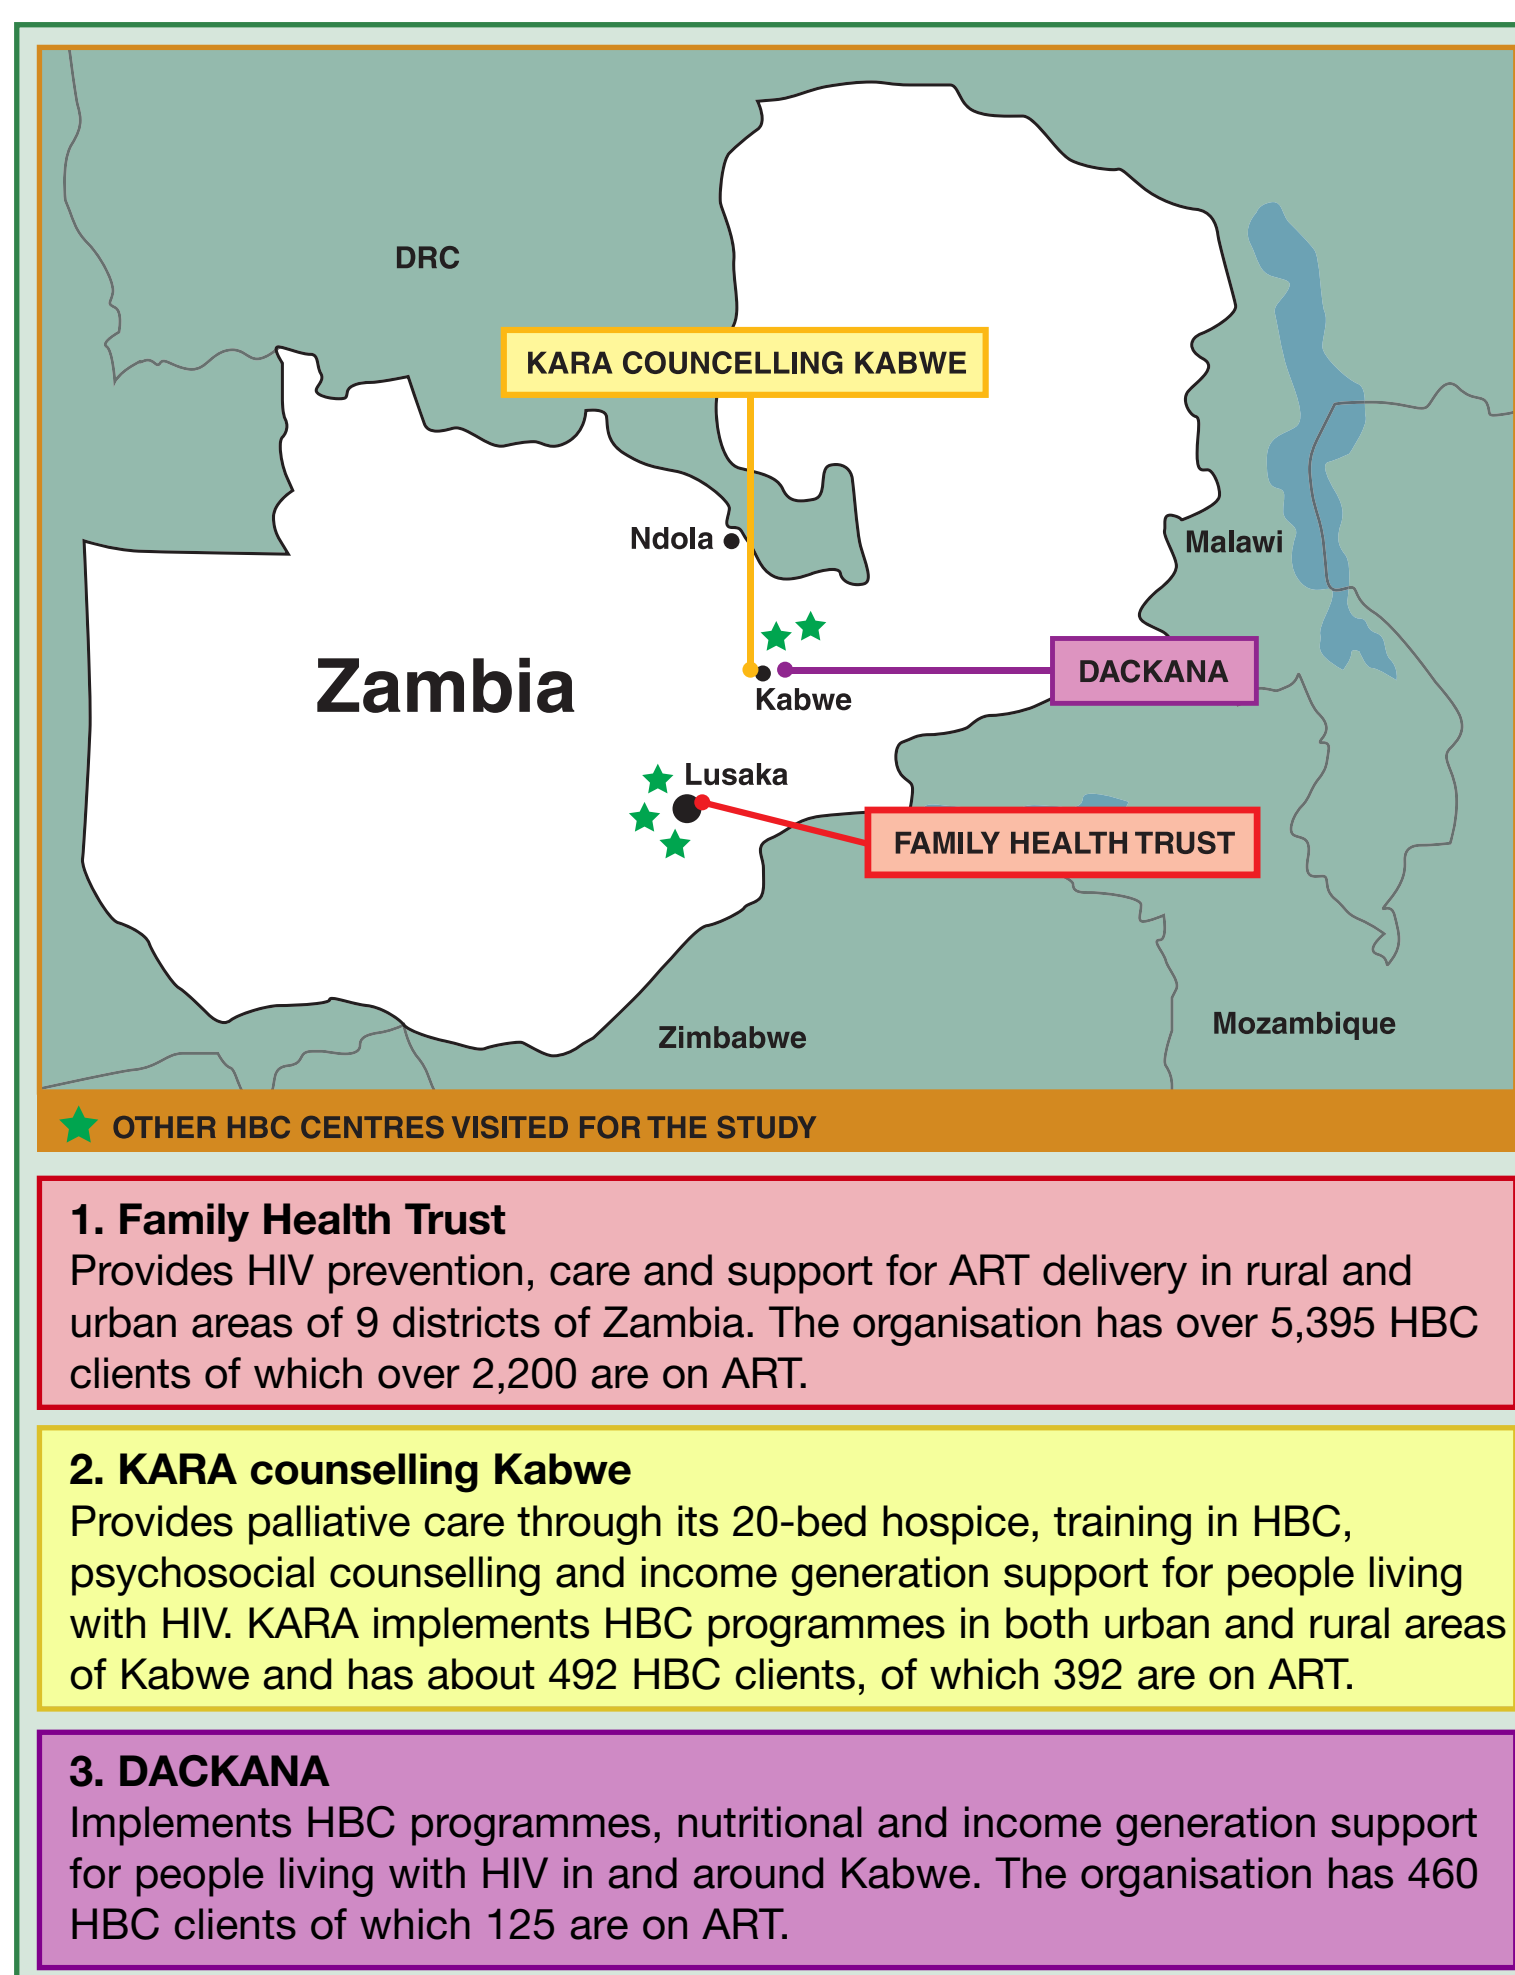 DRC
KARA COUNCELLING KABWE
Ndola
Malawi
Zambia
DACKANA
Kabwe
Lusaka
FAMILY HEALTH TRUST
Mozambique
Zimbabwe
OTHER HBC CENTRES VISITED FOR THE STUDY
1. Family Health Trust
Provides HIV prevention, care and support for ART delivery in rural and
urban areas of 9 districts of Zambia. The organisation has over 5,395 HBC
clients of which over 2,200 are on ART.
2. KARA counselling Kabwe
Provides palliative care through its 20-bed hospice, training in HBC,
psychosocial counselling and income generation support for people living
with HIV. KARA implements HBC programmes in both urban and rural areas
of Kabwe and has about 492 HBC clients, of which 392 are on ART.
3. DACKANA
Implements HBC programmes, nutritional and income generation support
for people living with HIV in and around Kabwe. The organisation has 460
HBC clients of which 125 are on ART.